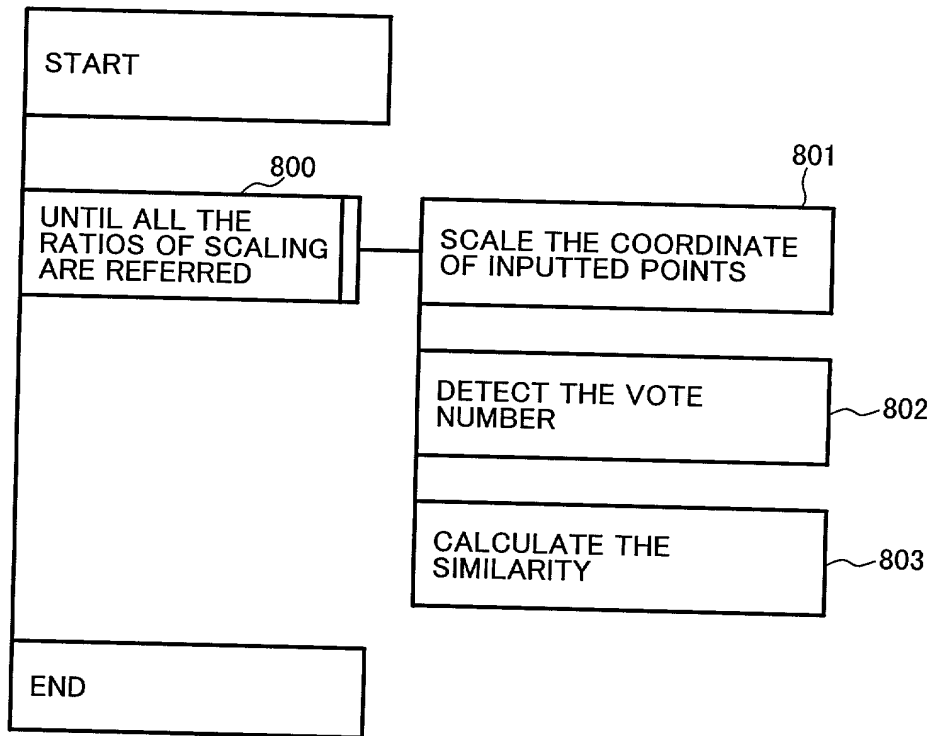 START
800
UNTIL ALL THE
RATIOS OF SCALING
ARE REFERRED
801
SCALE THE COORDINATE
OF INPUTTED POINTS
DETECT THE VOTE
NUMBER
802
CALCULATE THE
SIMILARITY
803
END